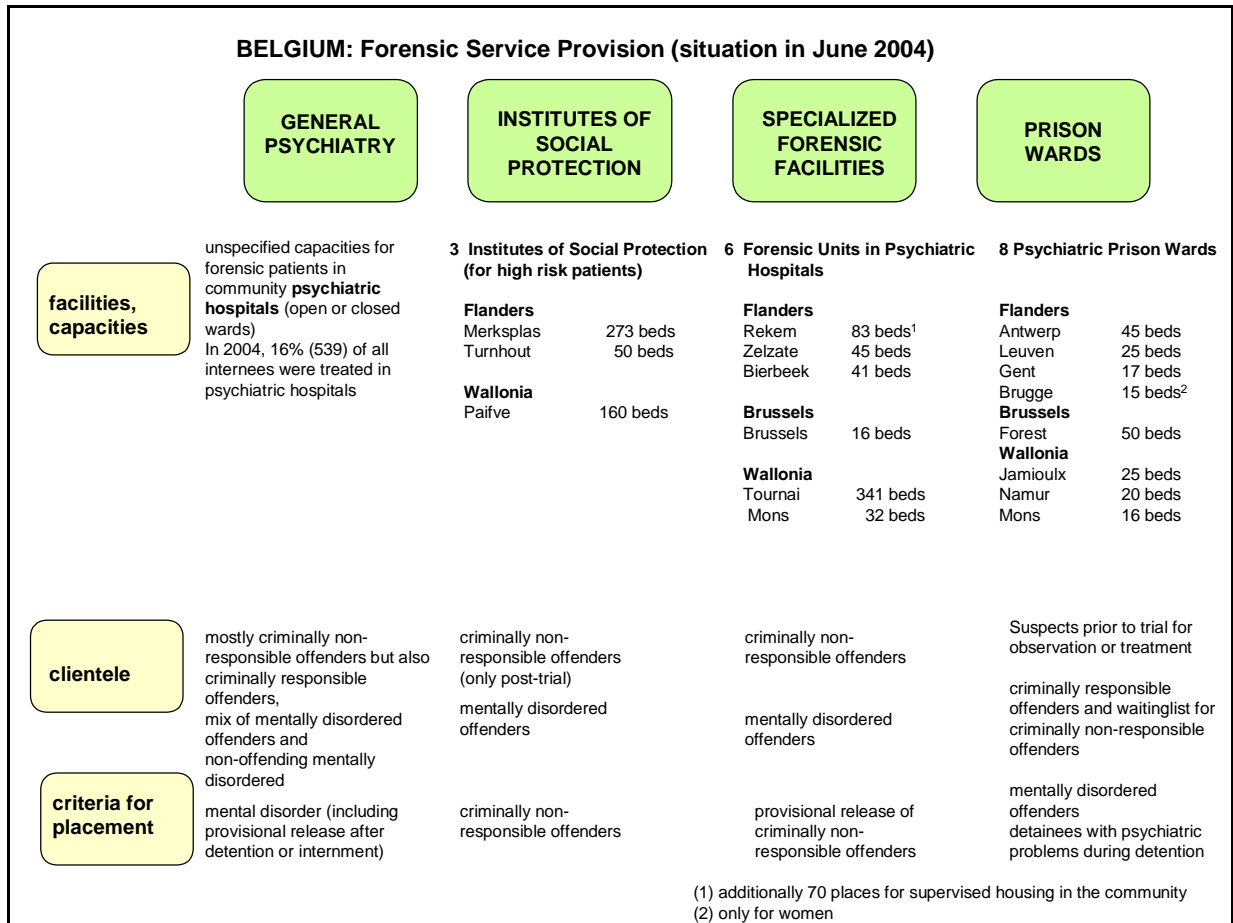 BELGIUM: Forensic Service Provision (situation in June 2004)
GENERAL
PSYCHIATRY
INSTITUTES OF
SOCIAL
PROTECTION
SPECIALIZED
FORENSIC
FACILITIES
PRISON
WARDS
facilities,
capacities
unspecified capacities for
forensic patients in
community psychiatric
hospitals (open or closed
wards)
In 2004, 16% (539) of all
internees were treated in
psychiatric hospitals
3 Institutes of Social Protection
(for high risk patients)
Flanders
Merksplas 273 beds
Turnhout 50 beds
Wallonia
Paifve 160 beds
6 Forensic Units in Psychiatric
Hospitals
Flanders
Rekem 83 beds¹
Zelzate 45 beds
Bierbeek 41 beds
Brussels
Brussels 16 beds
Wallonia
Tournai 341 beds
Mons 32 beds
8 Psychiatric Prison Wards
Flanders
Antwerp 45 beds
Leuven 25 beds
Gent 17 beds
Brugge 15 beds²
Brussels
Forest 50 beds
Wallonia
Jamioulx 25 beds
Namur 20 beds
Mons 16 beds
clientele
mostly criminally non-
responsible offenders but also
criminally responsible
offenders,
mix of mentally disordered
offenders and
non-offending mentally
disordered
criminally non-
responsible offenders
(only post-trial)
mentally disordered
offenders
criminally non-
responsible offenders
mentally disordered
offenders
Suspects prior to trial for
observation or treatment
criminally responsible
offenders and waitinglist for
criminally non-responsible
offenders
criteria for
placement
mental disorder (including
provisional release after
detention or internment)
criminally non-
responsible offenders
provisional release of
criminally non-
responsible offenders
mentally disordered
offenders
detainees with psychiatric
problems during detention
(1) additionally 70 places for supervised housing in the community
(2) only for women